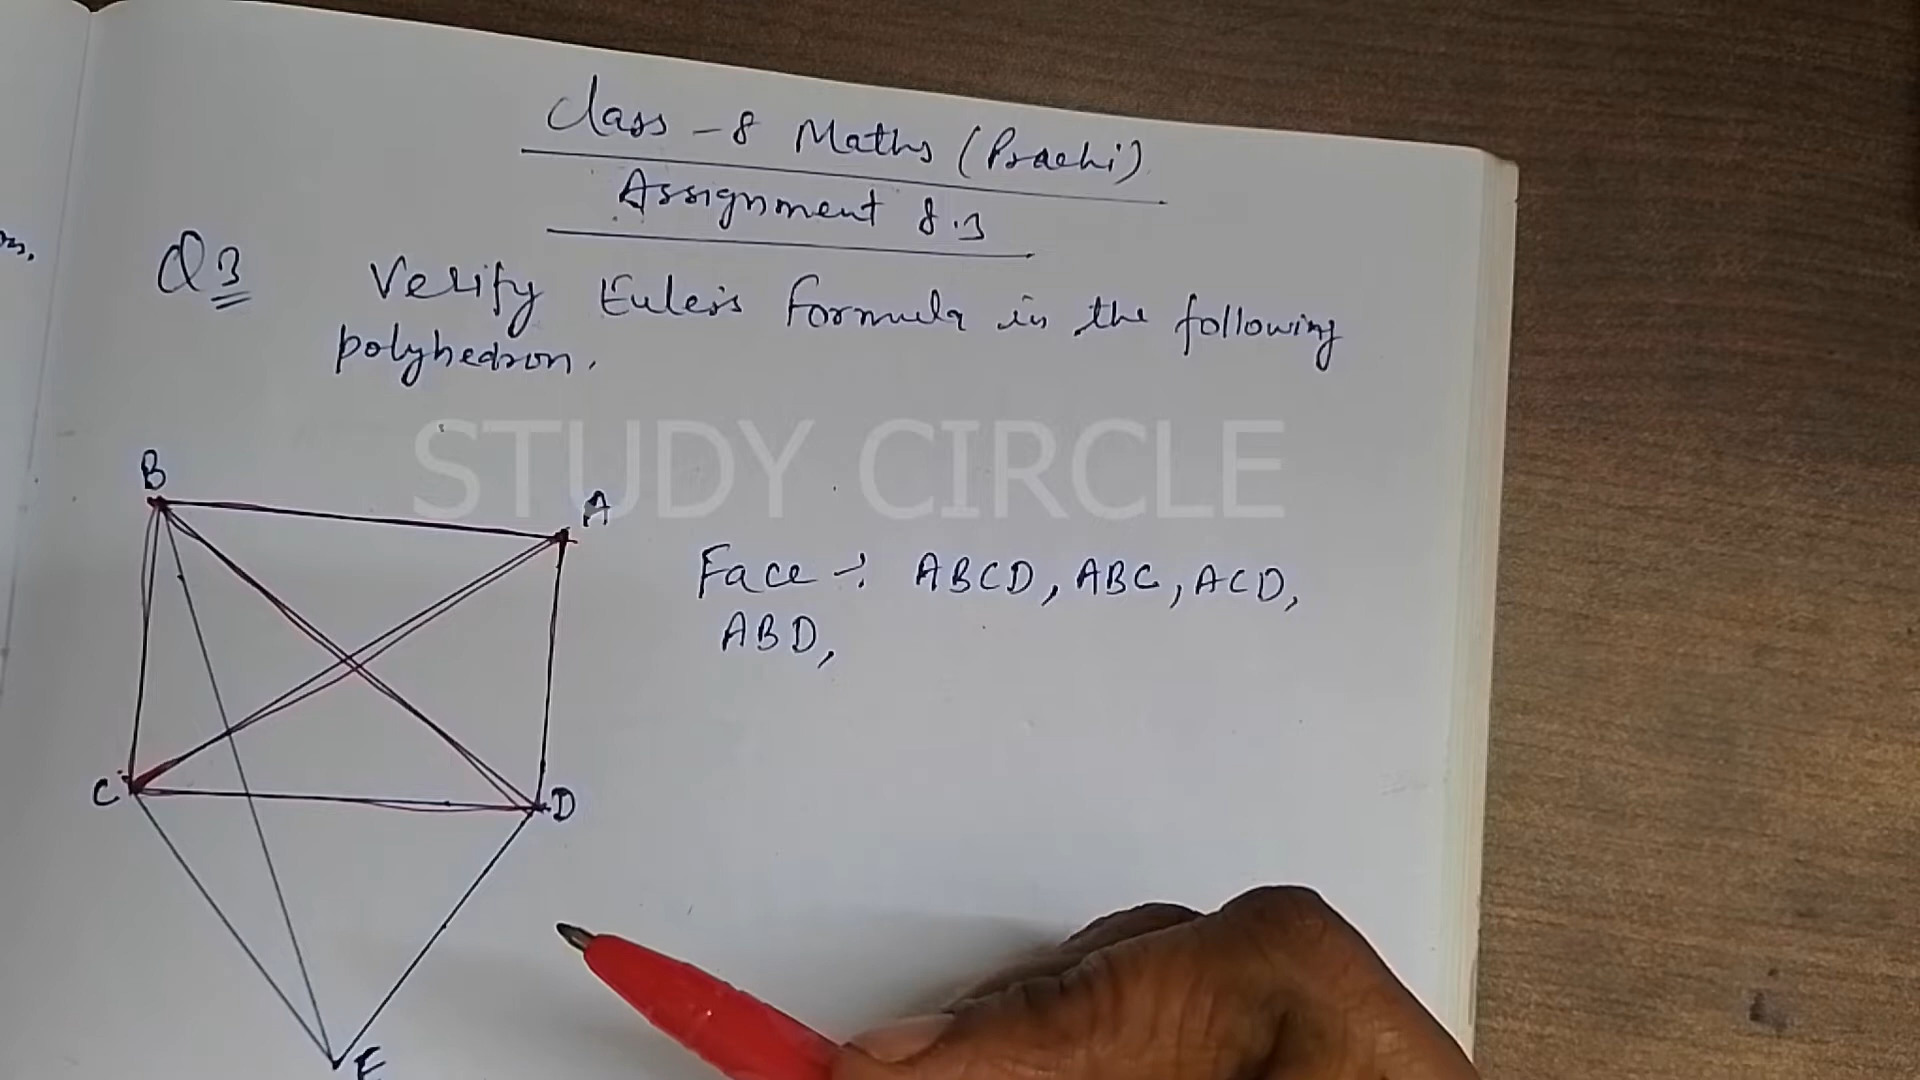 Class - 8 Maths (Prachi)
Assignment 8.3
Q3 Verify Euler's formula in the following
polyhedron.
STUDY CIRCLE
B
A
Face -: ABCD, ABC, ACD,
ABD,
C
D
E